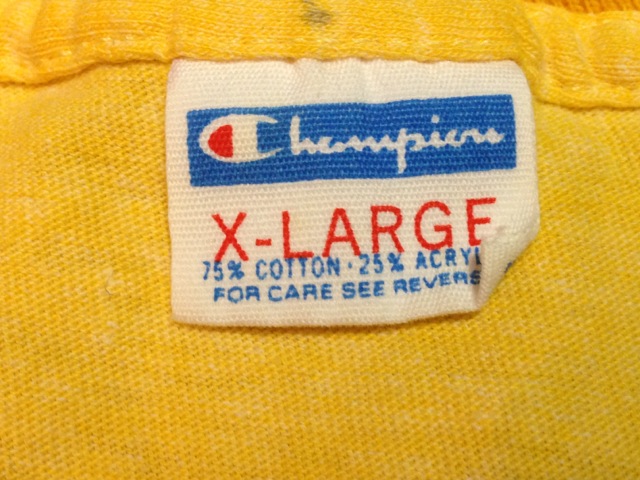 Champion
X-LARGE
75% COTTON · 25% ACRYL
FOR CARE SEE REVERS